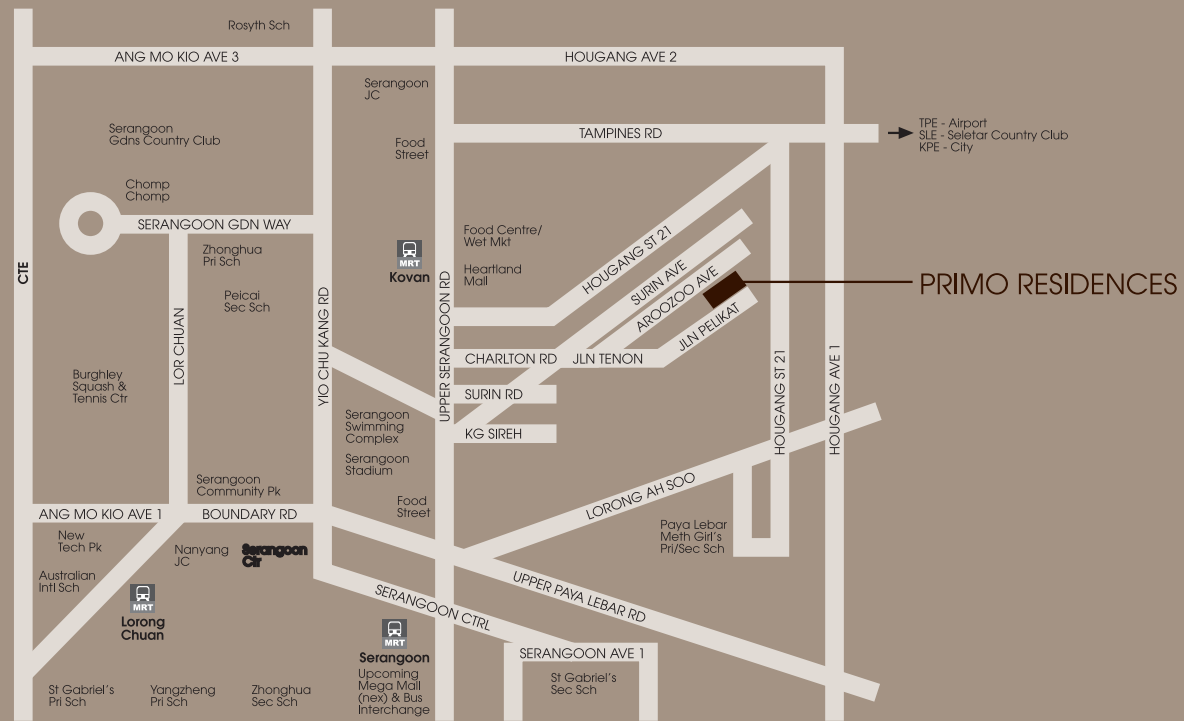 Rosyth Sch
ANG MO KIO AVE 3
HOUGANG AVE 2
Serangoon
JC
TAMPINES RD
TPE - Airport
SLE - Seletar Country Club
KPE - City
Serangoon
Gdns Country Club
Food
Street
Chomp
Chomp
SERANGOON GDN WAY
Zhonghua
Pri Sch
MRT
Kovan
Food Centre/
Wet Mkt
Heartland
Mall
HOUGANG ST 21
SURIN AVE
AROOZOO AVE
JLN PELIKAT
PRIMO RESIDENCES
CTE
Peicai
Sec Sch
LOR CHUAN
YIO CHU KANG RD
UPPER SERANGOON RD
CHARLTON RD
JLN TENON
SURIN RD
KG SIREH
HOUGANG ST 21
HOUGANG AVE 1
Burghley
Squash &
Tennis Ctr
Serangoon
Swimming
Complex
Serangoon
Stadium
Serangoon
Community Pk
Food
Street
LORONG AH SOO
ANG MO KIO AVE 1
BOUNDARY RD
New
Tech Pk
Nanyang
JC
Serangoon
Ctr
Paya Lebar
Meth Girl's
Pri/Sec Sch
Australian
Intl Sch
MRT
Lorong
Chuan
SERANGOON CTRL
UPPER PAYA LEBAR RD
MRT
Serangoon
Upcoming
Mega Mall
(nex) & Bus
Interchange
SERANGOON AVE 1
St Gabriel's
Sec Sch
St Gabriel's
Pri Sch
Yangzheng
Pri Sch
Zhonghua
Sec Sch